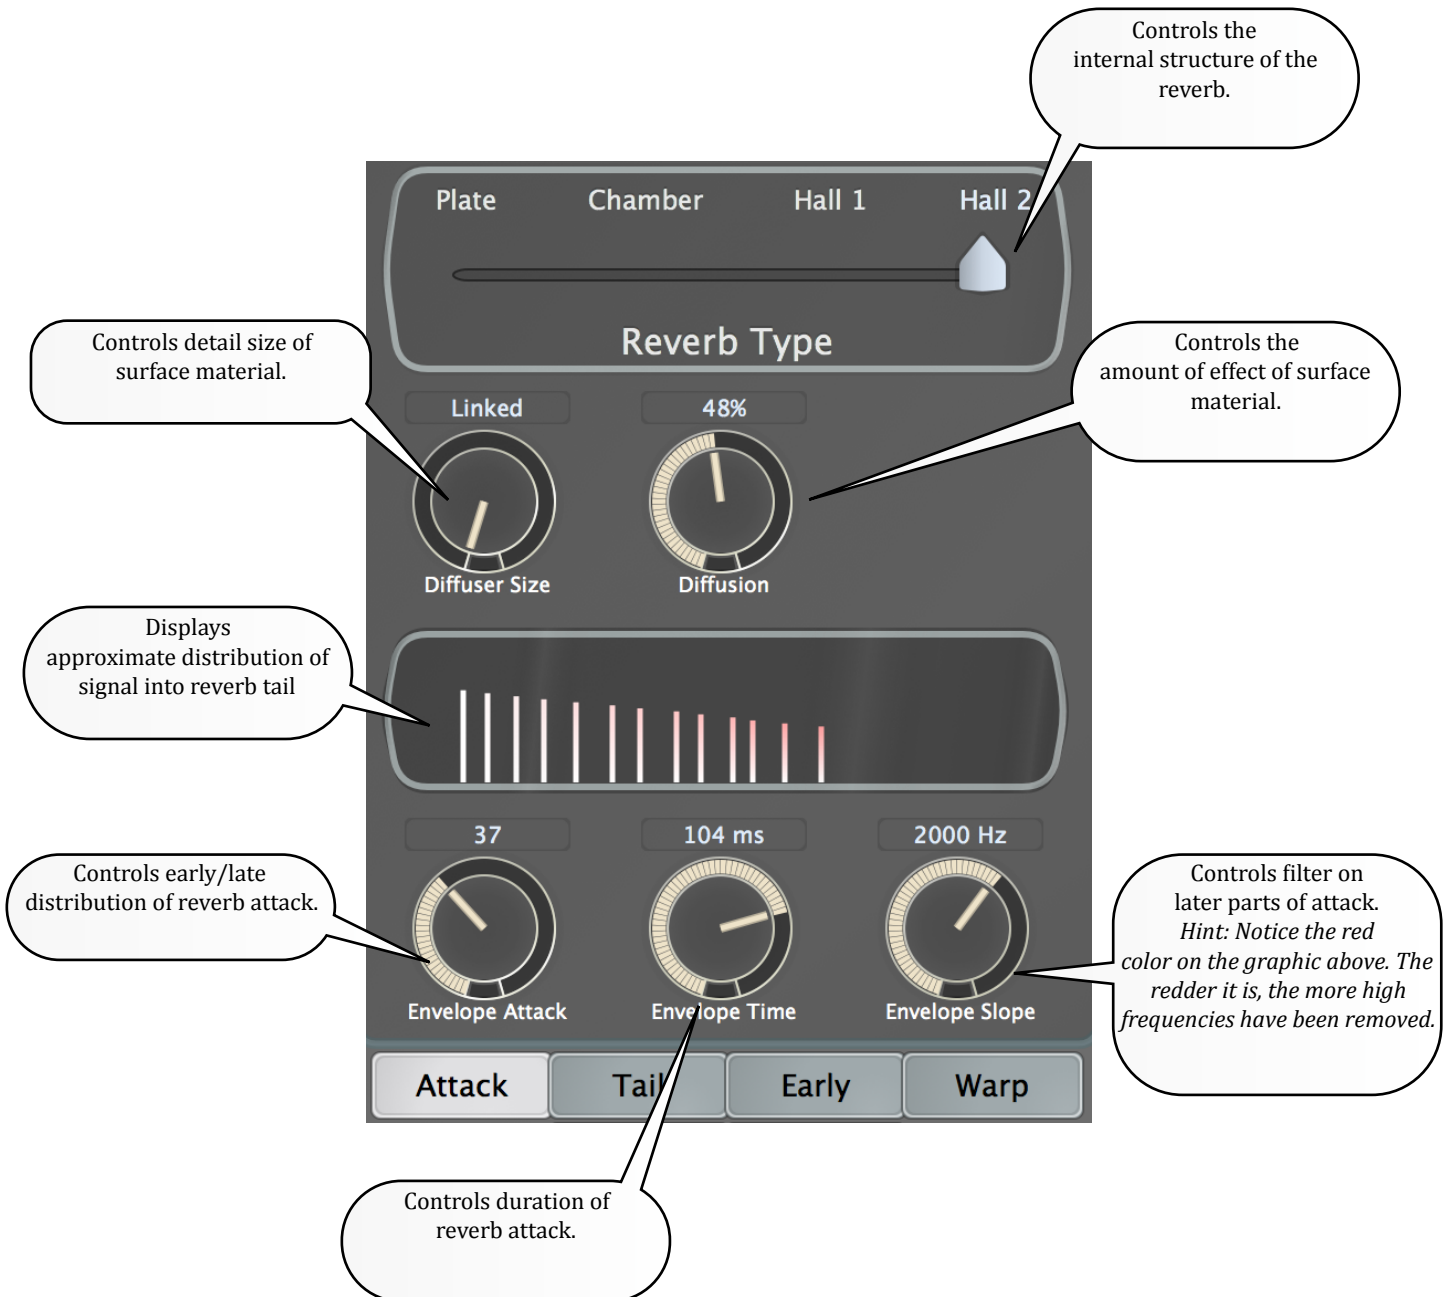 Controls the
internal structure of the
reverb.
Plate Chamber Hall 1 Hall 2
Reverb Type
Controls detail size of
surface material.
Controls the
amount of effect of surface
material.
Linked 48%
Diffuser Size Diffusion
Displays
approximate distribution of
signal into reverb tail
37 104 ms 2000 Hz
Controls early/late
distribution of reverb attack.
Controls filter on
later parts of attack.
Hint: Notice the red
color on the graphic above. The
redder it is, the more high
frequencies have been removed.
Envelope Attack Envelope Time Envelope Slope
Attack Tail Early Warp
Controls duration of
reverb attack.